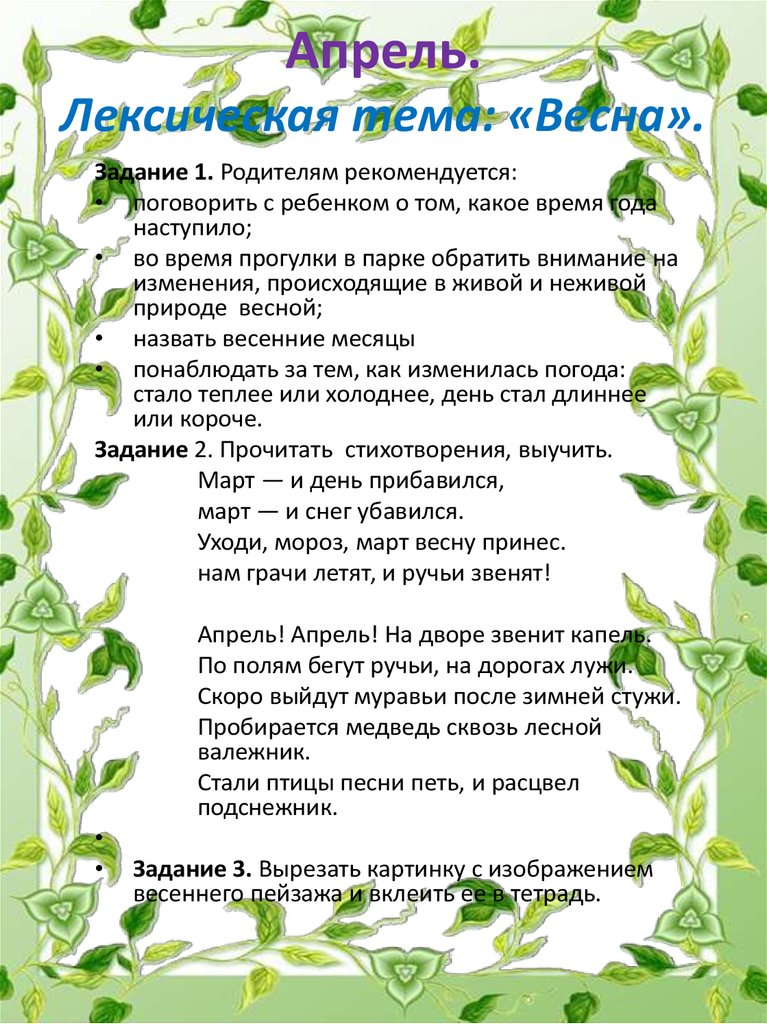 Апрель.
Лексическая тема: «Весна».
Задание 1. Родителям рекомендуется:
• поговорить с ребенком о том, какое время года
наступило;
• во время прогулки в парке обратить внимание на
изменения, происходящие в живой и неживой
природе весной;
• назвать весенние месяцы
• понаблюдать за тем, как изменилась погода:
стало теплее или холоднее, день стал длиннее
или короче.
Задание 2. Прочитать стихотворения, выучить.
Март — и день прибавился,
март — и снег убавился.
Уходи, мороз, март весну принес.
нам грачи летят, и ручьи звенят!
Апрель! Апрель! На дворе звенит капель.
По полям бегут ручьи, на дорогах лужи.
Скоро выйдут муравьи после зимней стужи.
Пробирается медведь сквозь лесной
валежник.
Стали птицы песни петь, и расцвел
подснежник.
•
• Задание 3. Вырезать картинку с изображением
весеннего пейзажа и вклеить ее в тетрадь.